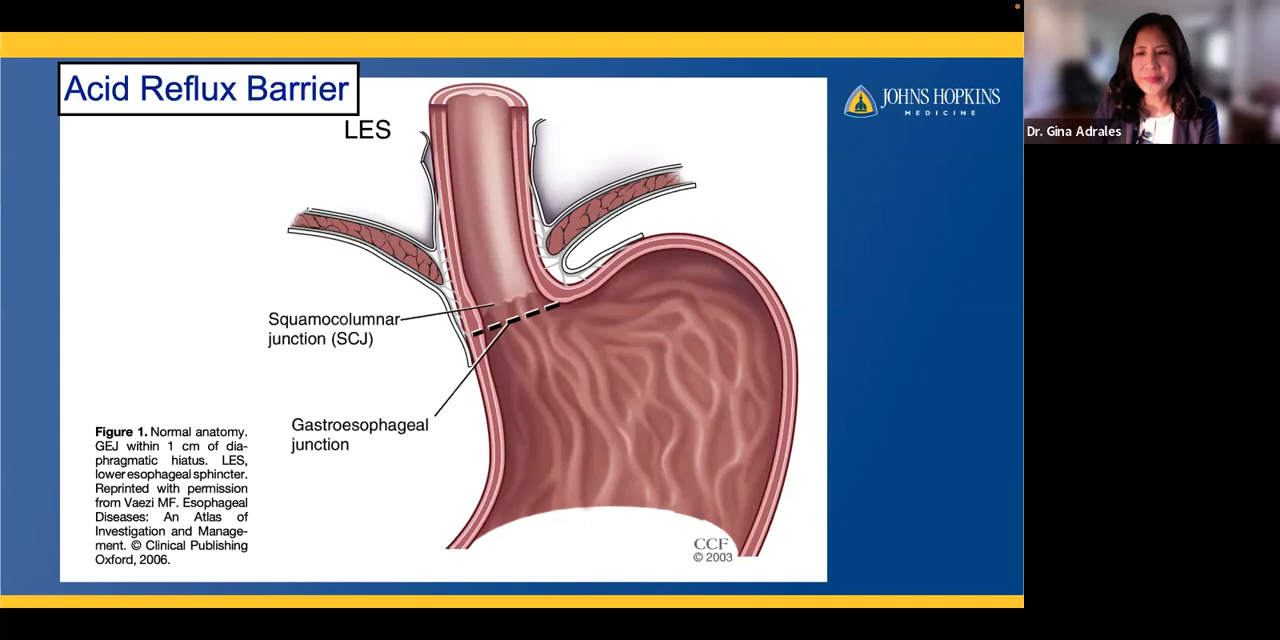 Acid Reflux Barrier
LES
JOHNS HOPKINS
MEDICINE
Dr. Gina Adrales
Squamocolumnar
junction (SCJ)
Gastroesophageal
junction
Figure 1. Normal anatomy.
GEJ within 1 cm of dia-
phragmatic hiatus. LES,
lower esophageal sphincter.
Reprinted with permission
from Vaezi MF. Esophageal
Diseases: An Atlas of
Investigation and Manage-
ment. © Clinical Publishing
Oxford, 2006.
CCF
© 2003